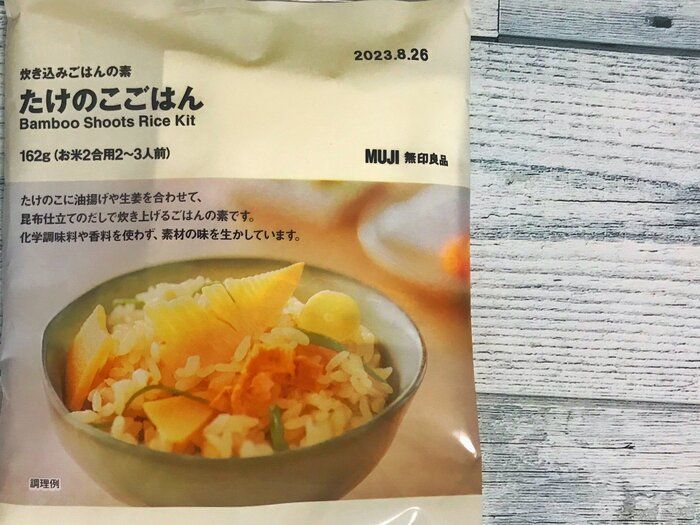 2023.8.26
炊き込みごはんの素
たけのこごはん
Bamboo Shoots Rice Kit
162g（お米2合用2〜3人前）
MUJI 無印良品
たけのこに油揚げや生姜を合わせて、
昆布仕立てのだしで炊き上げるごはんの素です。
化学調味料や香料を使わず、素材の味を生かしています。
調理例